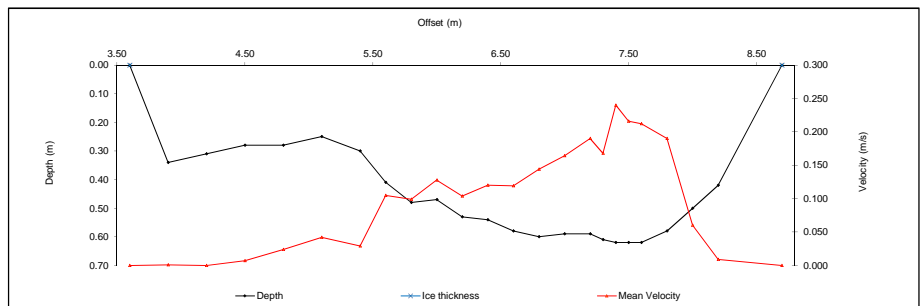 Offset (m)
3.50 4.50 5.50 6.50 7.50 8.50
0.00 0.300
0.10 0.250
0.20 0.200
0.30 0.150
0.40 0.100
0.50 0.050
0.60 0.000
0.70
Depth (m)
Velocity (m/s)
Depth Ice thickness Mean Velocity